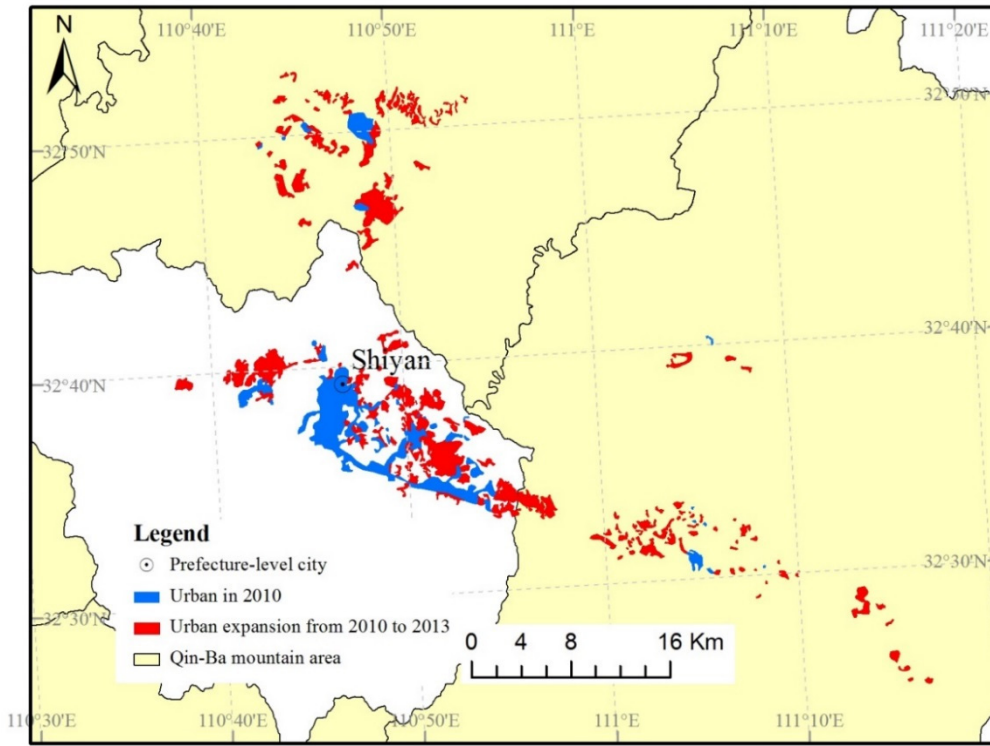 110°40'E 110°50'E 111°E 111°10'E 111°20'E
N
32°50'N
32°50'N
32°40'N
Shiyan
32°40'N
32°30'N
Legend
Prefecture-level city
Urban in 2010
Urban expansion from 2010 to 2013
Qin-Ba mountain area
32°30'N
0 4 8 16 Km
110°30'E 110°40'E 110°50'E 111°E 111°10'E